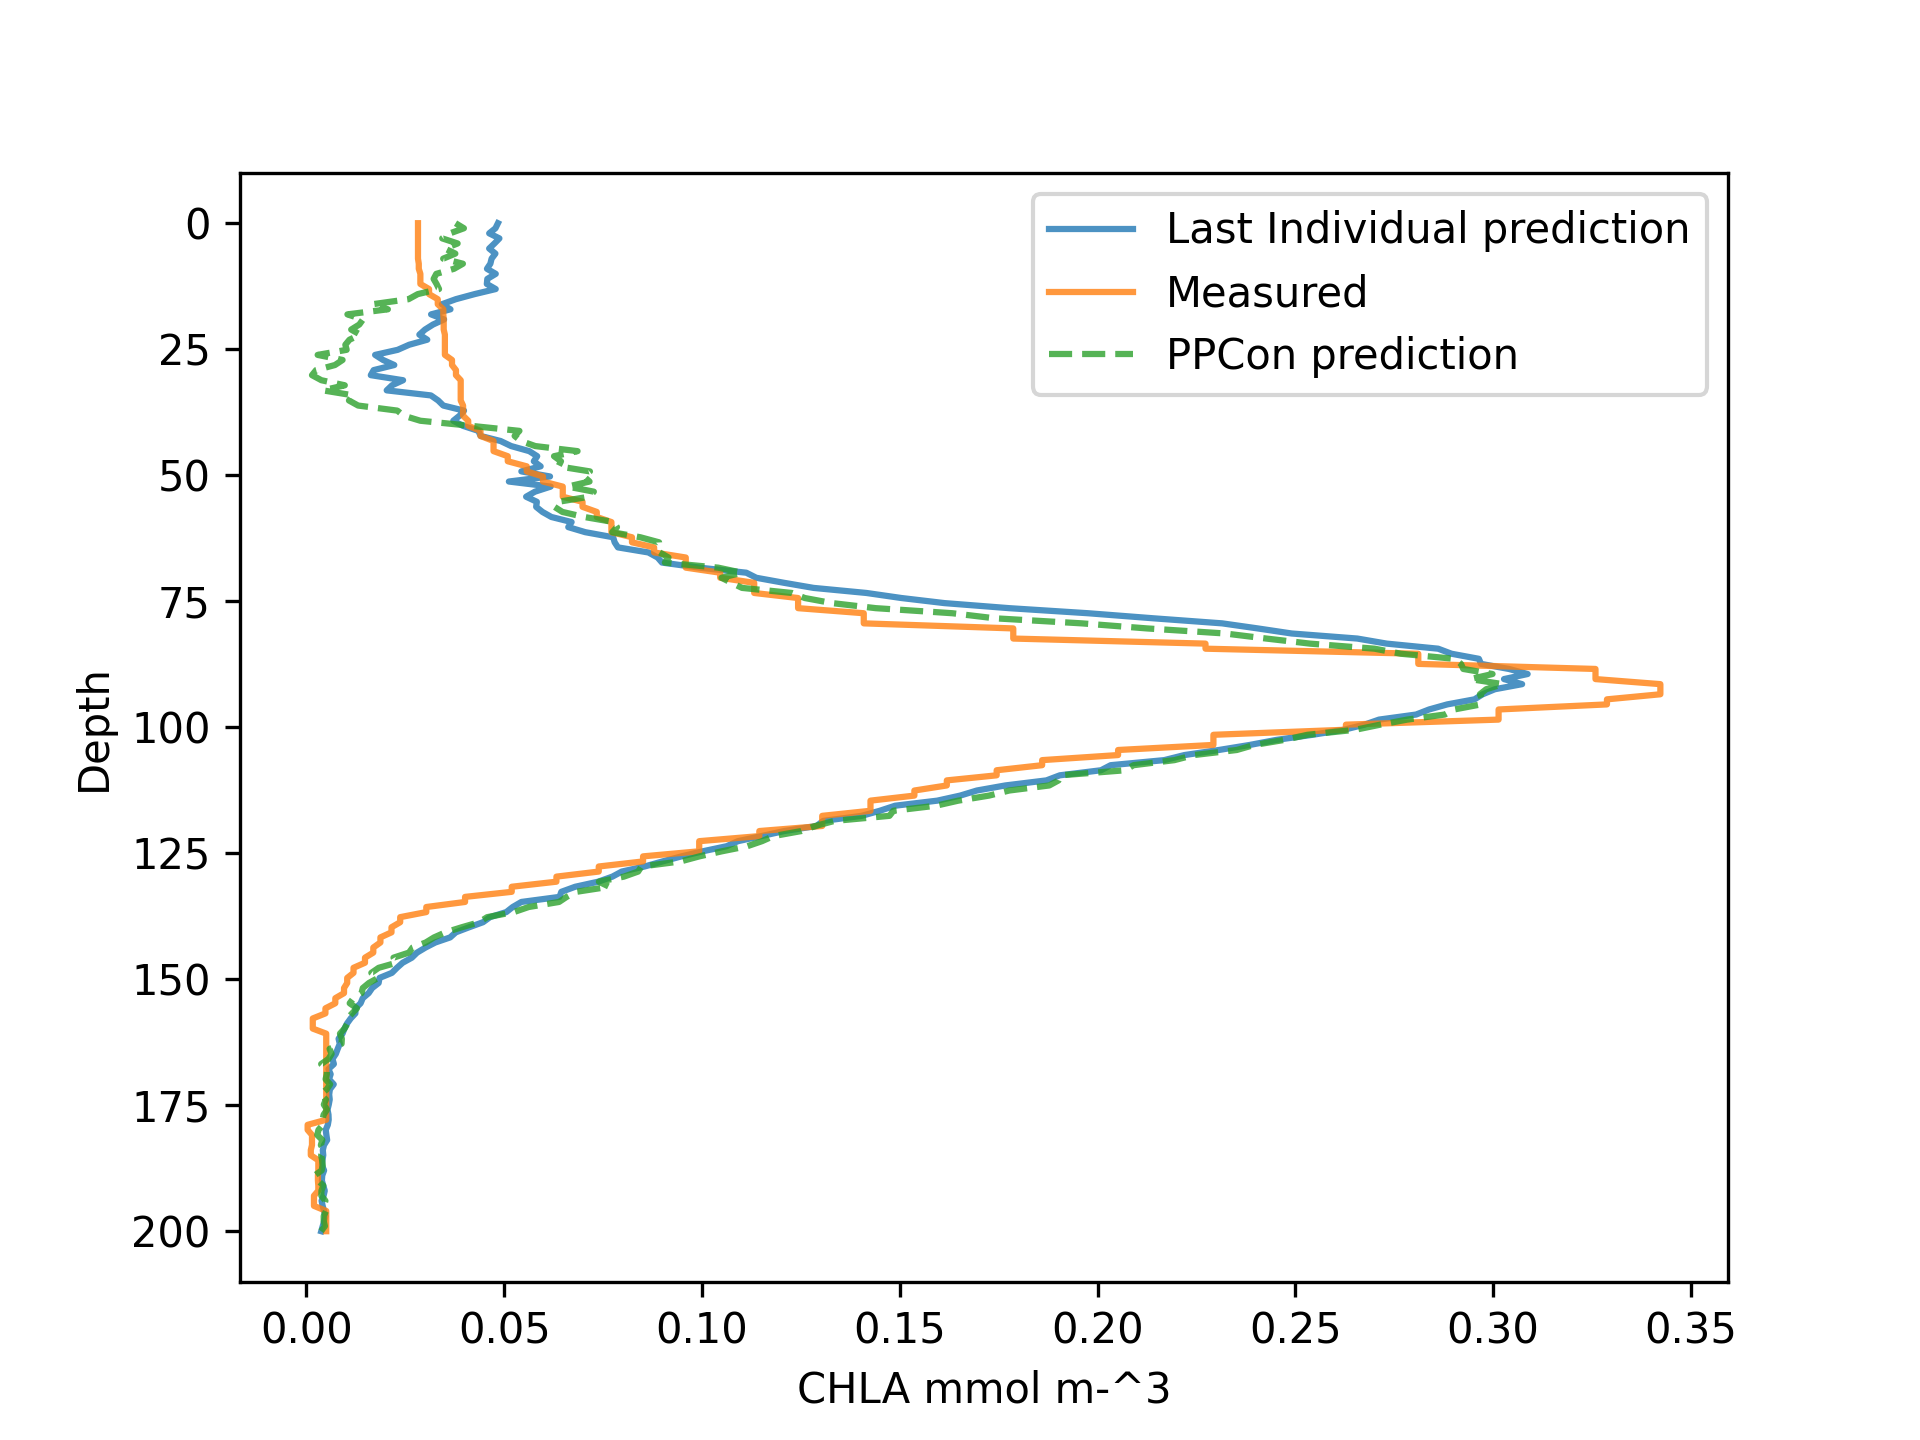 Last Individual prediction
Measured
PPCon prediction
0
25
50
75
100
125
150
175
200
Depth
0.00 0.05 0.10 0.15 0.20 0.25 0.30 0.35
CHLA mmol m-^3